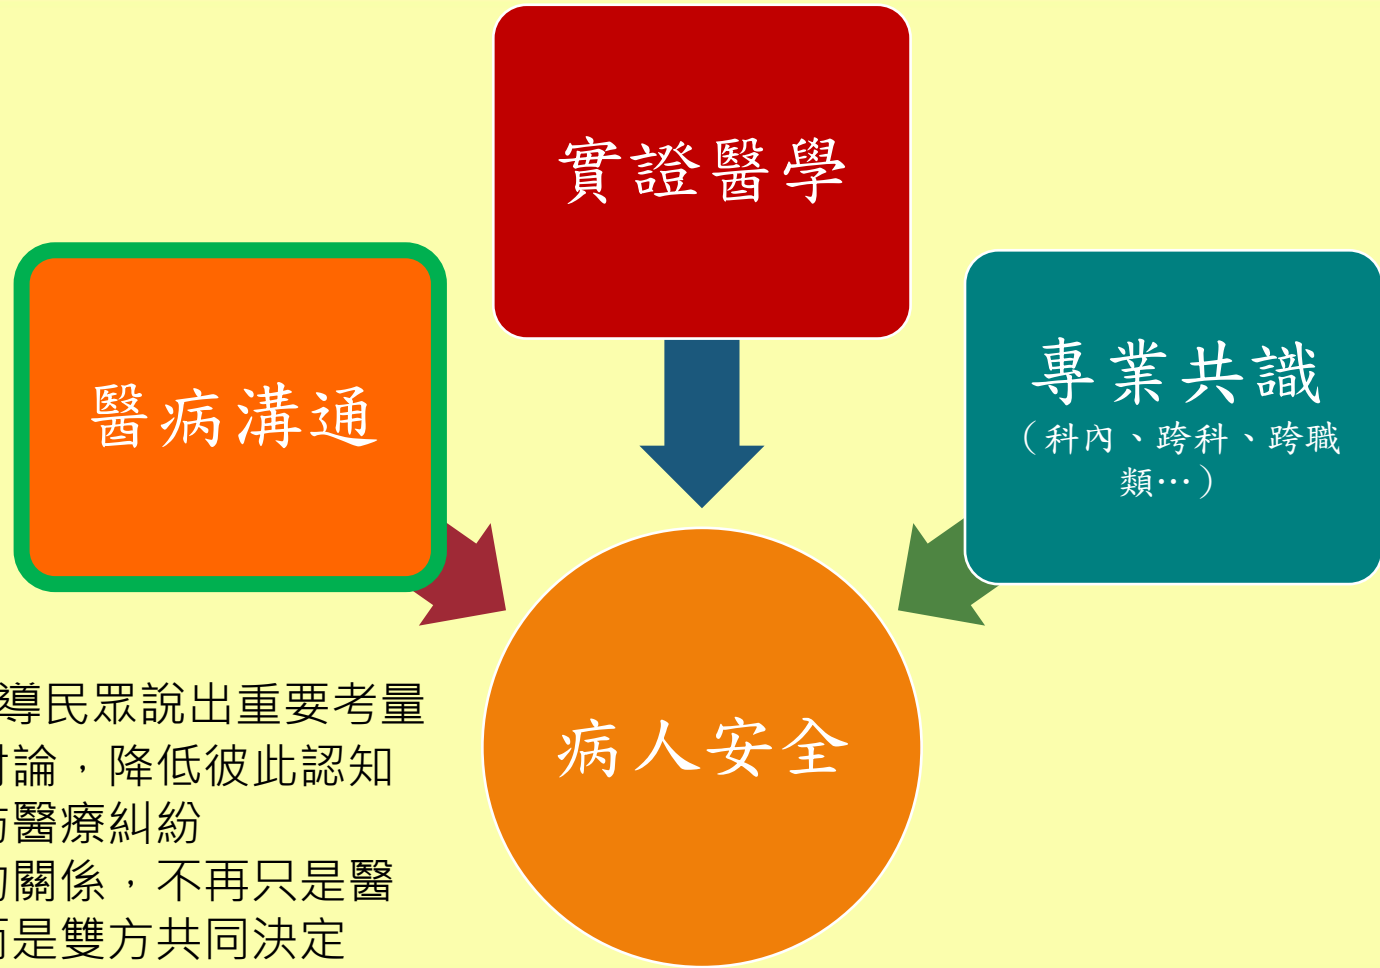 實證醫學
醫病溝通
專業共識
（科內、跨科、跨職
類…）
病人安全
導民眾說出重要考量
討論，降低彼此認知
醫療糾紛
的關係，不再只是醫
而是雙方共同決定